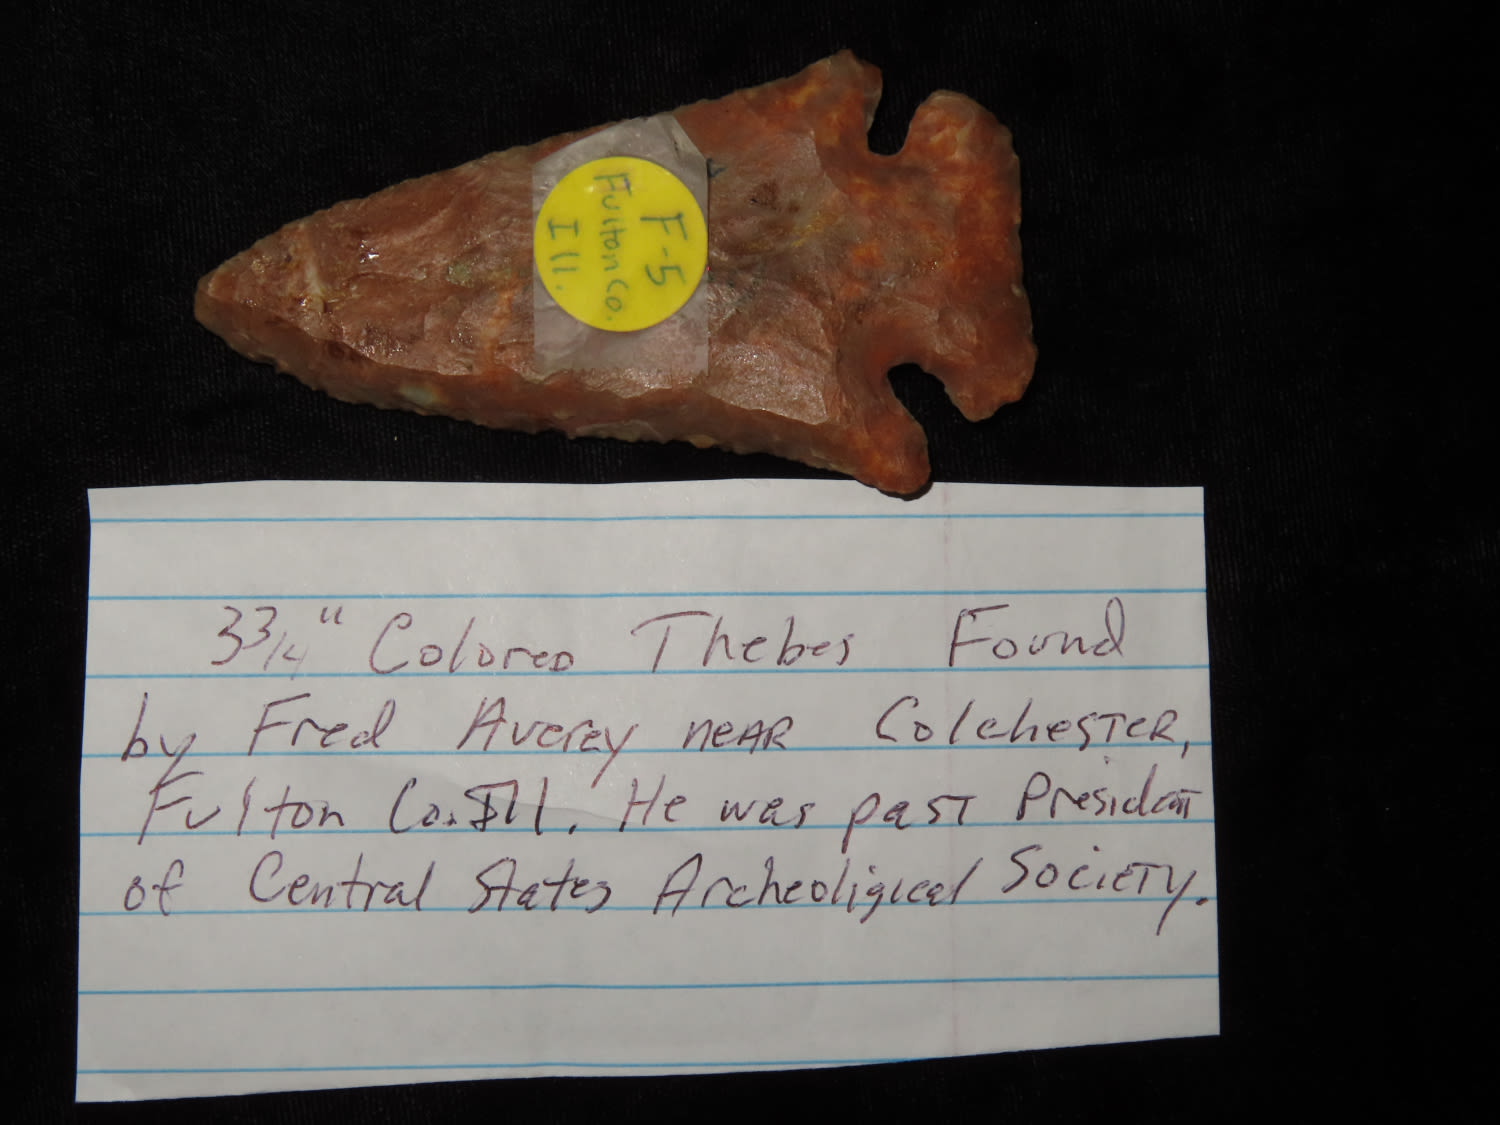 F-5
Fulton Co.
Ill.
3 3/4" Colored Thebes Found
by Fred Averey near Colchester,
Fulton Co. Ill. He was past President
of Central States Archeoligical Society.